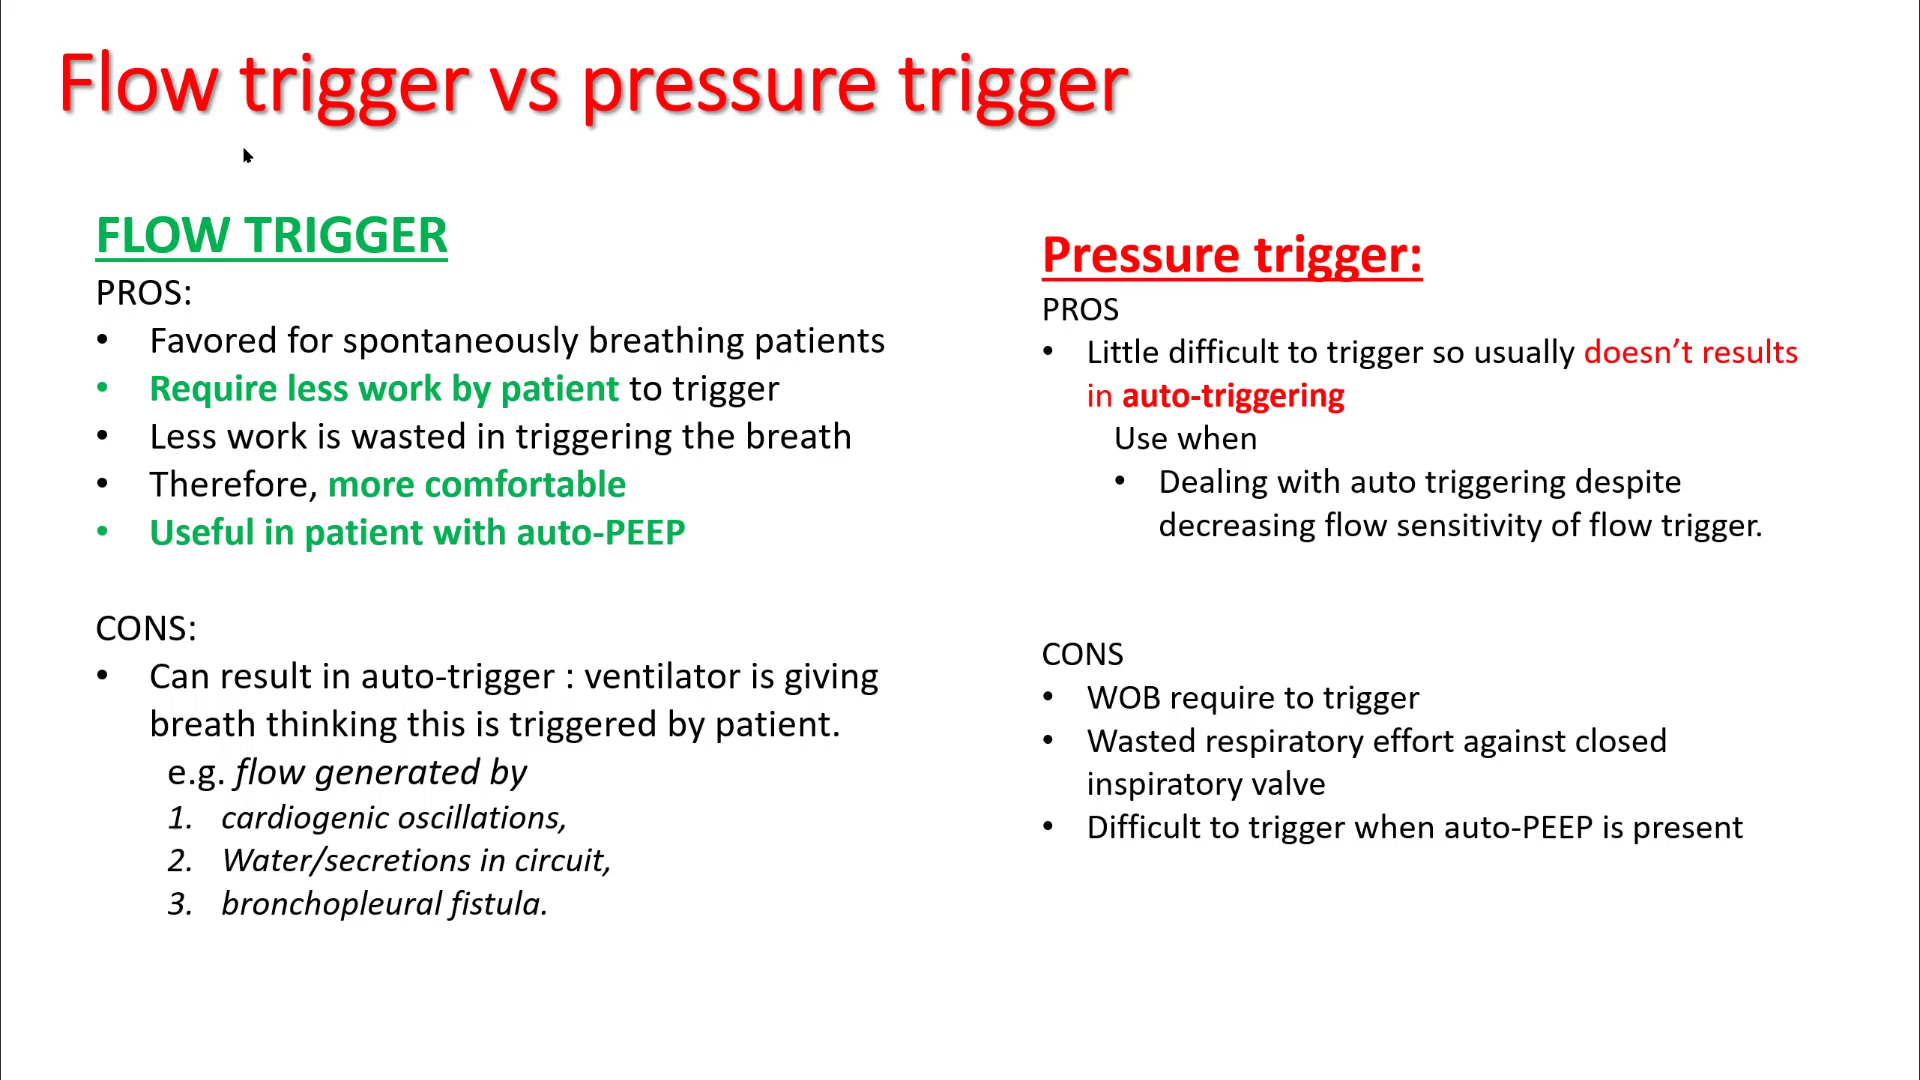 Flow trigger vs pressure trigger
FLOW TRIGGER
PROS:
• Favored for spontaneously breathing patients
• Require less work by patient to trigger
• Less work is wasted in triggering the breath
• Therefore, more comfortable
• Useful in patient with auto-PEEP
CONS:
• Can result in auto-trigger : ventilator is giving
breath thinking this is triggered by patient.
e.g. flow generated by
1. cardiogenic oscillations,
2. Water/secretions in circuit,
3. bronchopleural fistula.
Pressure trigger:
PROS
• Little difficult to trigger so usually doesn’t results
in auto-triggering
Use when
• Dealing with auto triggering despite
decreasing flow sensitivity of flow trigger.
CONS
• WOB require to trigger
• Wasted respiratory effort against closed
inspiratory valve
• Difficult to trigger when auto-PEEP is present